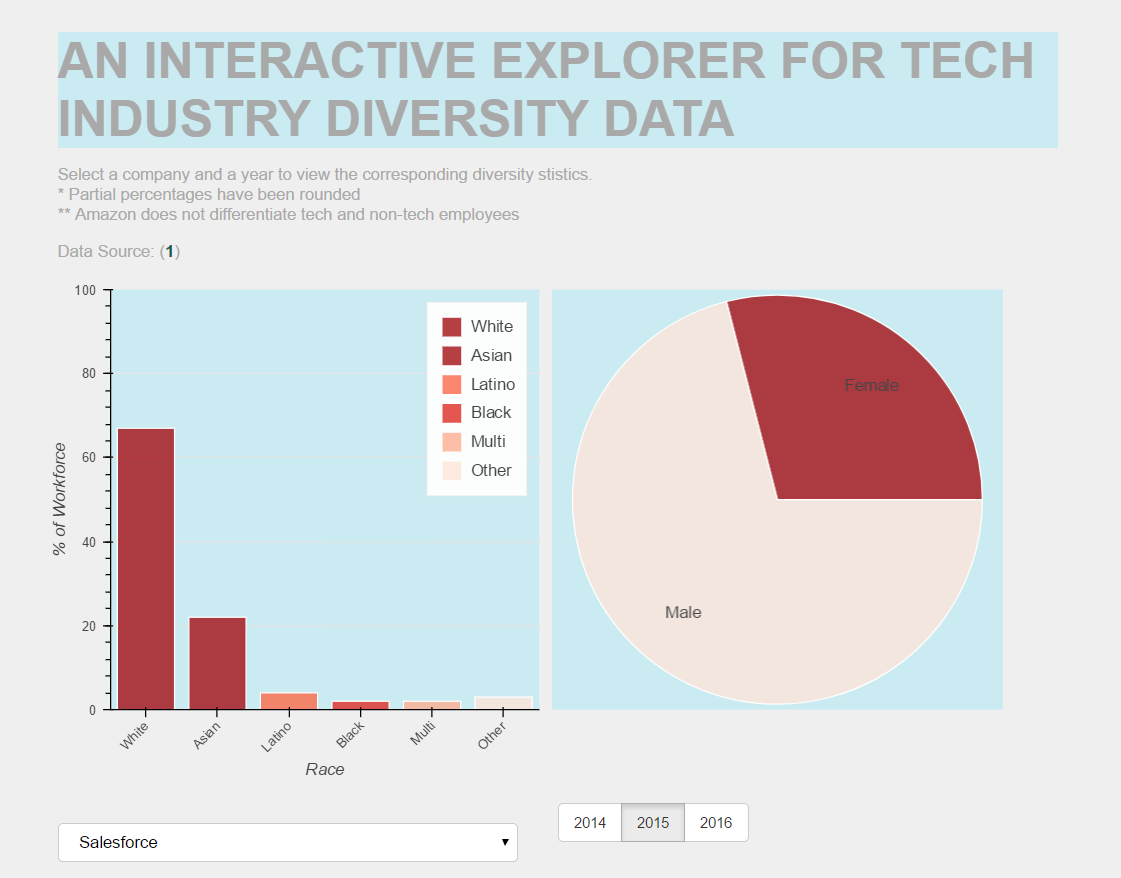 AN INTERACTIVE EXPLORER FOR TECH
INDUSTRY DIVERSITY DATA
Select a company and a year to view the corresponding diversity stistics.
* Partial percentages have been rounded
** Amazon does not differentiate tech and non-tech employees
Data Source: (1)
100
80
60
40
20
0
% of Workforce
White
Asian
Latino
Black
Multi
Other
White
Asian
Latino
Black
Multi
Other
Race
Female
Male
Salesforce
2014
2015
2016